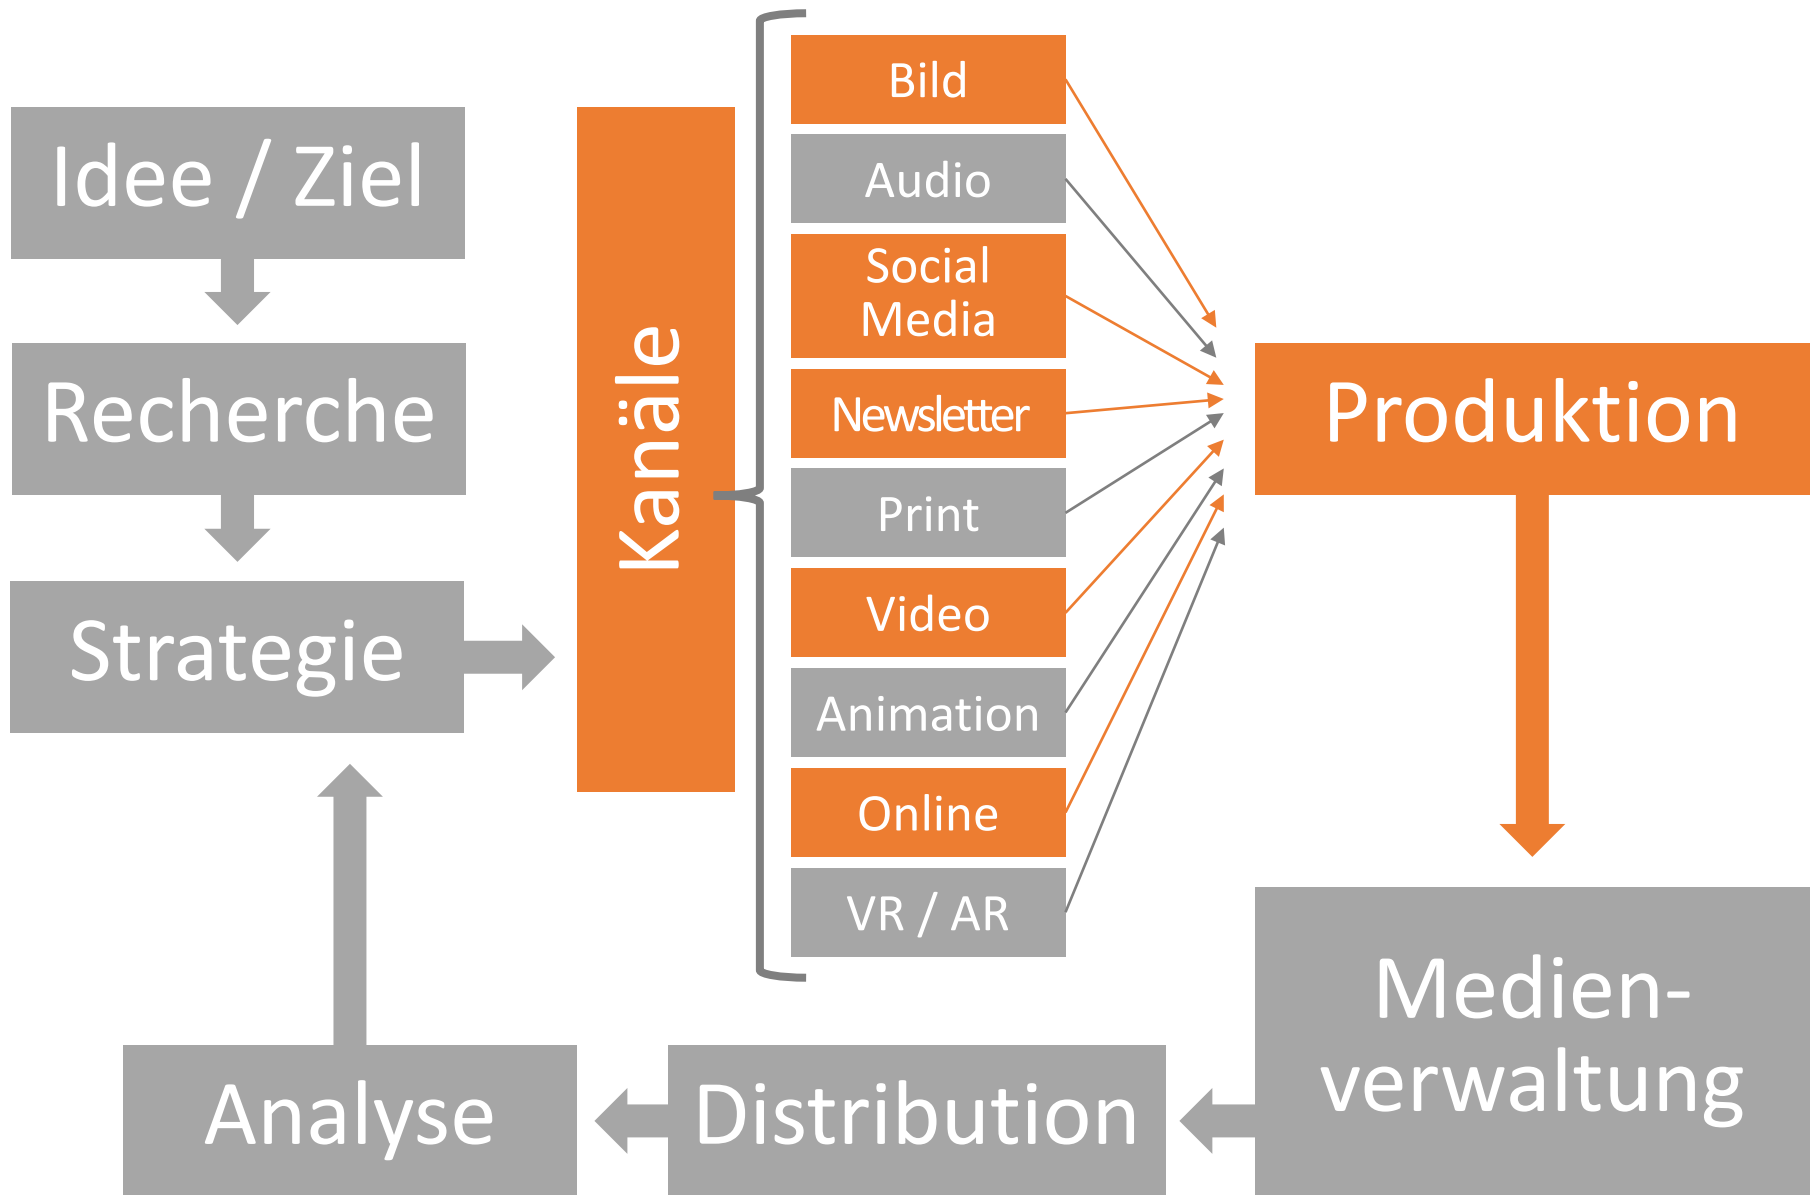 Idee / Ziel
Recherche
Strategie
Kanäle
Bild
Audio
Social
Media
Newsletter
Print
Video
Animation
Online
VR / AR
Produktion
Medien-
verwaltung
Distribution
Analyse